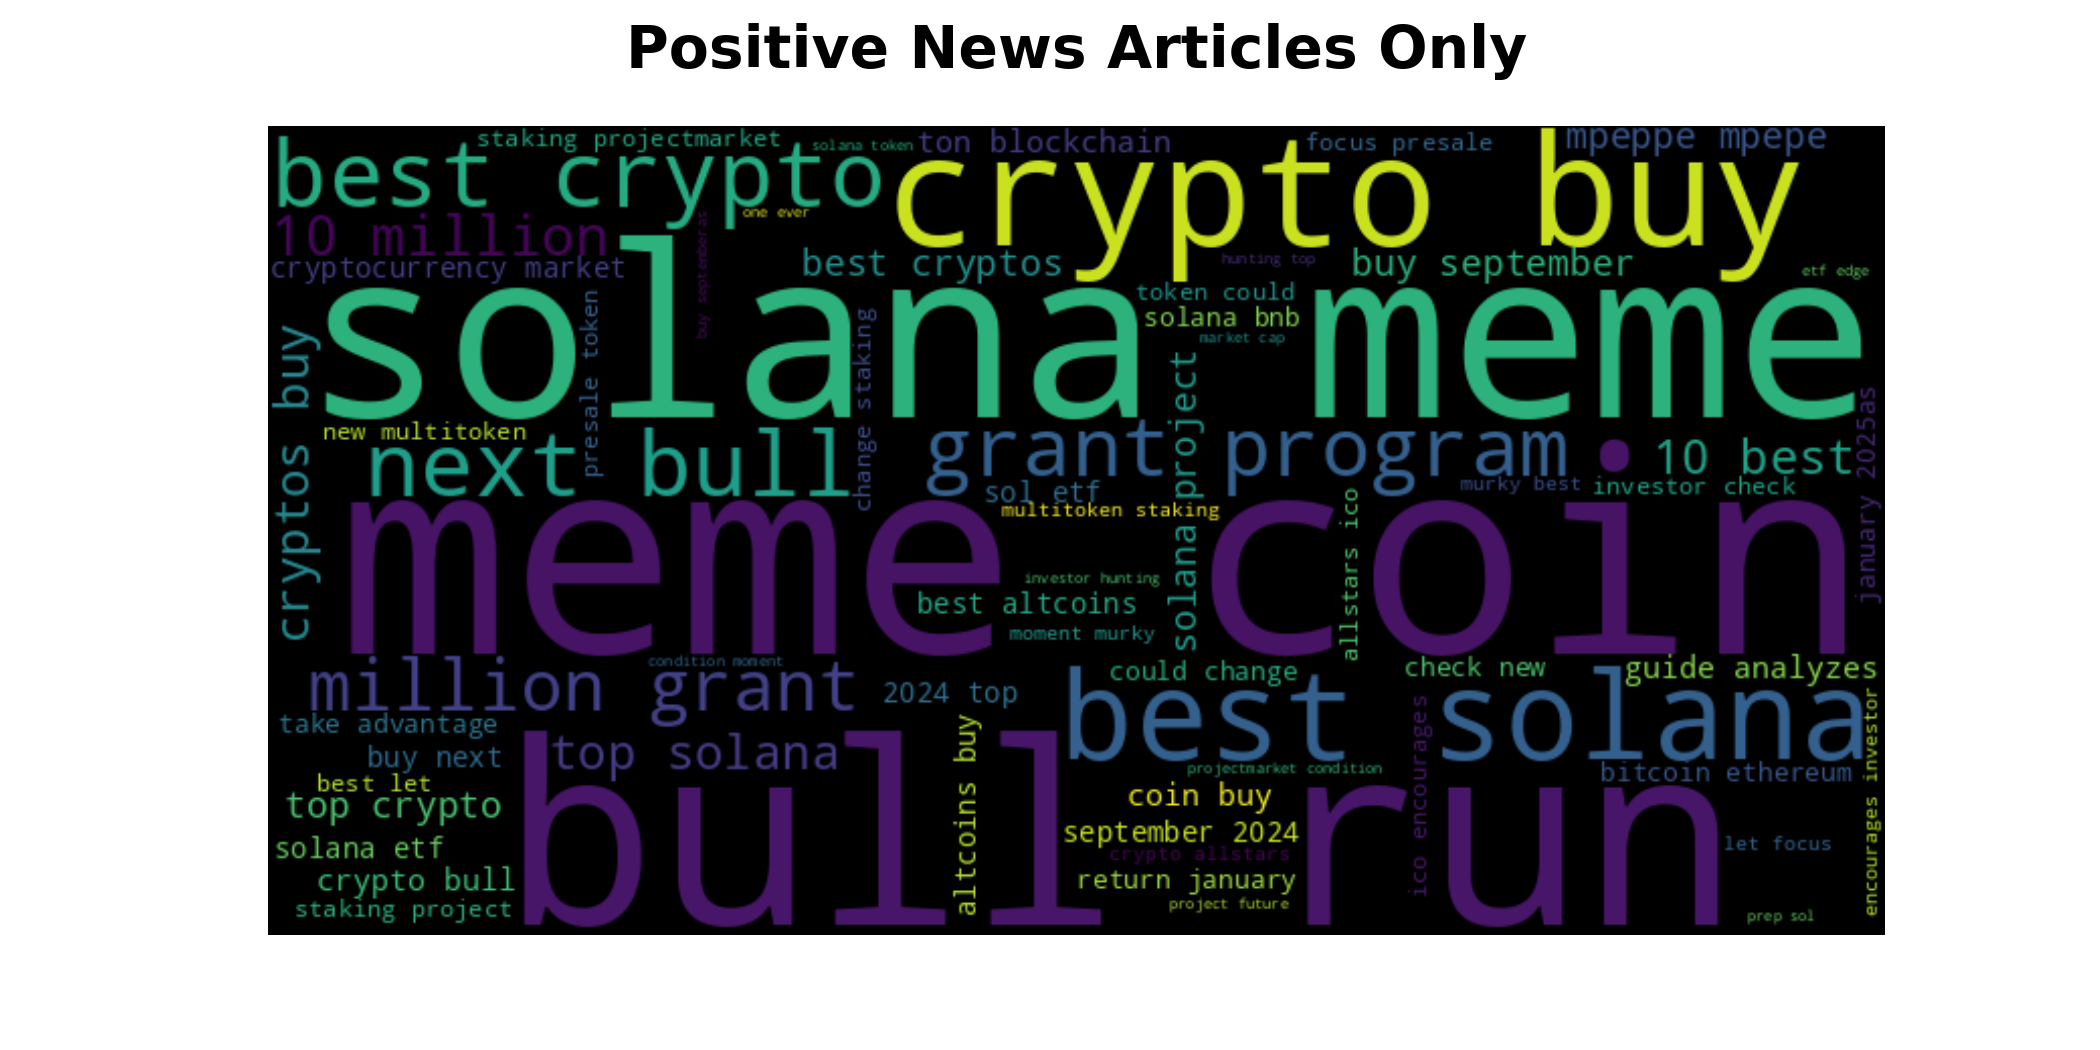 Positive News Articles Only
staking projectmarket
solana token
ton blockchain
focus presale
mpeppe mpepe
best crypto
crypto buy
one ever
10 million
buy septemberas
cryptocurrency market
best cryptos
hunting top
buy september
etf edge
solana meme
token could
solana bnb
market cap
cryptos buy
presale token
change staking
solana project
new multitoken
next bull
grant program
10 best
january 2025as
sol etf
murky best
investor check
multitoken staking
allstars ico
meme coin
investor hunting
best altcoins
moment murky
condition moment
million grant
2024 top
could change
check new
guide analyzes
best solana
take advantage
buy next
top solana
altcoins buy
projectmarket condition
ico encourages
bitcoin ethereum
encourages investor
best let
top crypto
bull run
coin buy
september 2024
solana etf
crypto allstars
let focus
crypto bull
return january
staking project
project future
prep sol